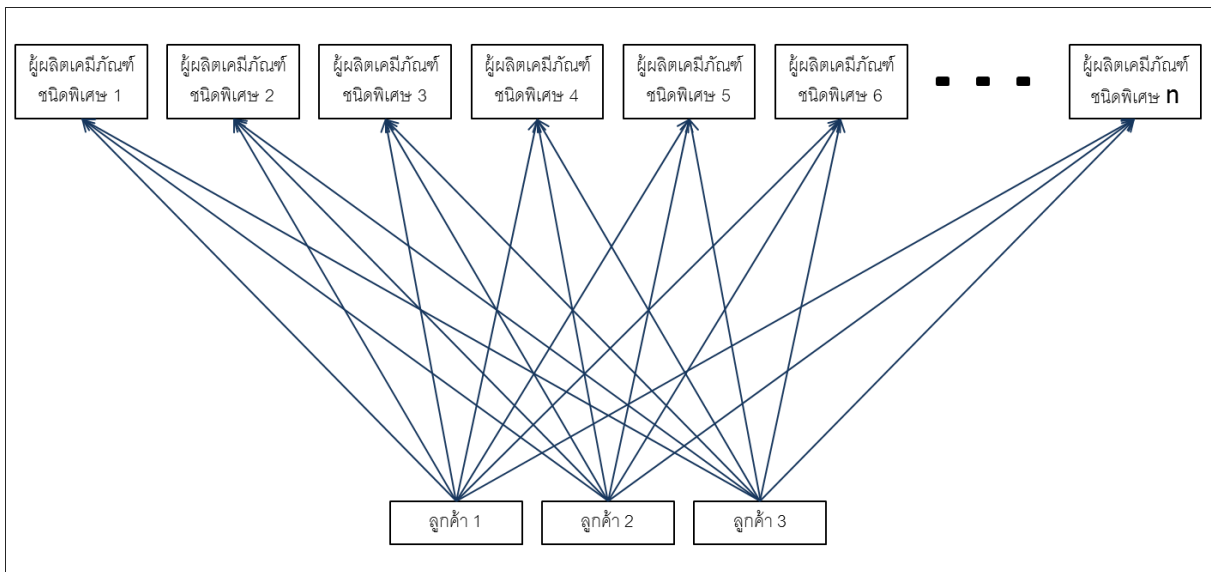 ผู้ผลิตเคมีภัณฑ์
ชนิดพิเศษ 1
ผู้ผลิตเคมีภัณฑ์
ชนิดพิเศษ 2
ผู้ผลิตเคมีภัณฑ์
ชนิดพิเศษ 3
ผู้ผลิตเคมีภัณฑ์
ชนิดพิเศษ 4
ผู้ผลิตเคมีภัณฑ์
ชนิดพิเศษ 5
ผู้ผลิตเคมีภัณฑ์
ชนิดพิเศษ 6
ผู้ผลิตเคมีภัณฑ์
ชนิดพิเศษ n
ลูกค้า 1
ลูกค้า 2
ลูกค้า 3